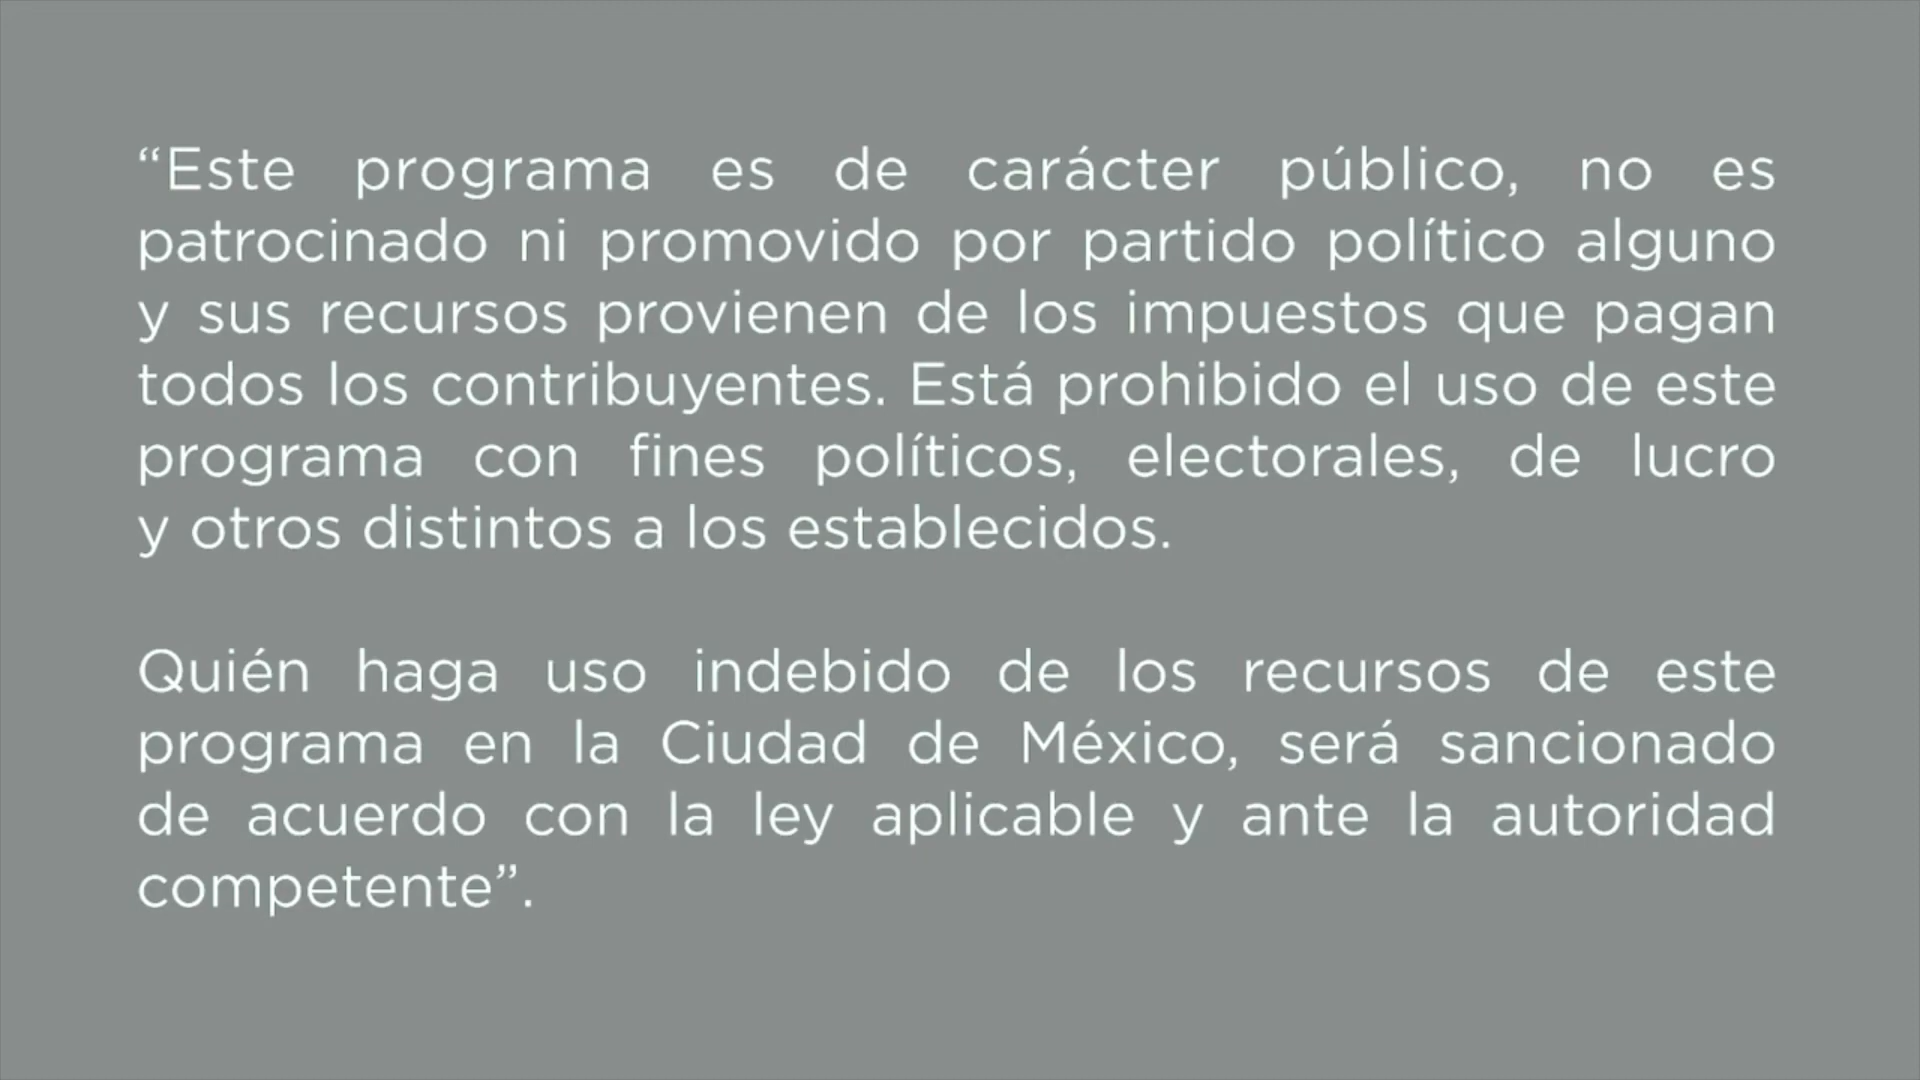 “Este programa es de carácter público, no es
patrocinado ni promovido por partido político alguno
y sus recursos provienen de los impuestos que pagan
todos los contribuyentes. Está prohibido el uso de este
programa con fines políticos, electorales, de lucro
y otros distintos a los establecidos.
Quién haga uso indebido de los recursos de este
programa en la Ciudad de México, será sancionado
de acuerdo con la ley aplicable y ante la autoridad
competente”.